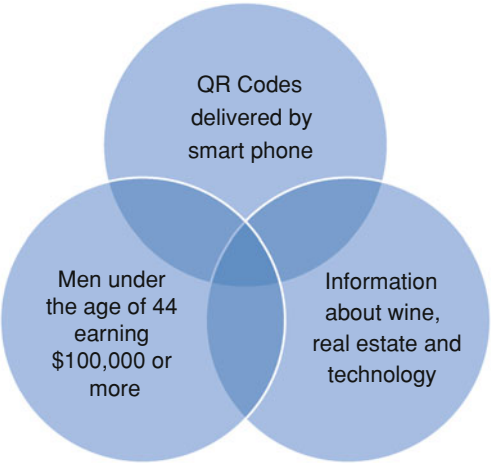 QR Codes
delivered by
smart phone
Men under
the age of 44
earning
$100,000 or
more
Information
about wine,
real estate and
technology